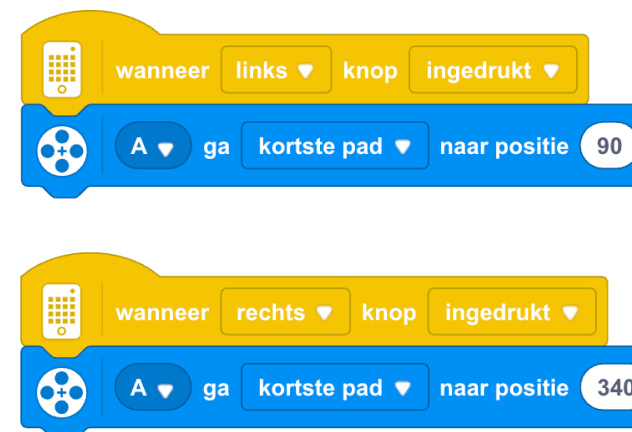 wanneer links knop ingedrukt
A ga kortste pad naar positie 90
wanneer rechts knop ingedrukt
A ga kortste pad naar positie 340